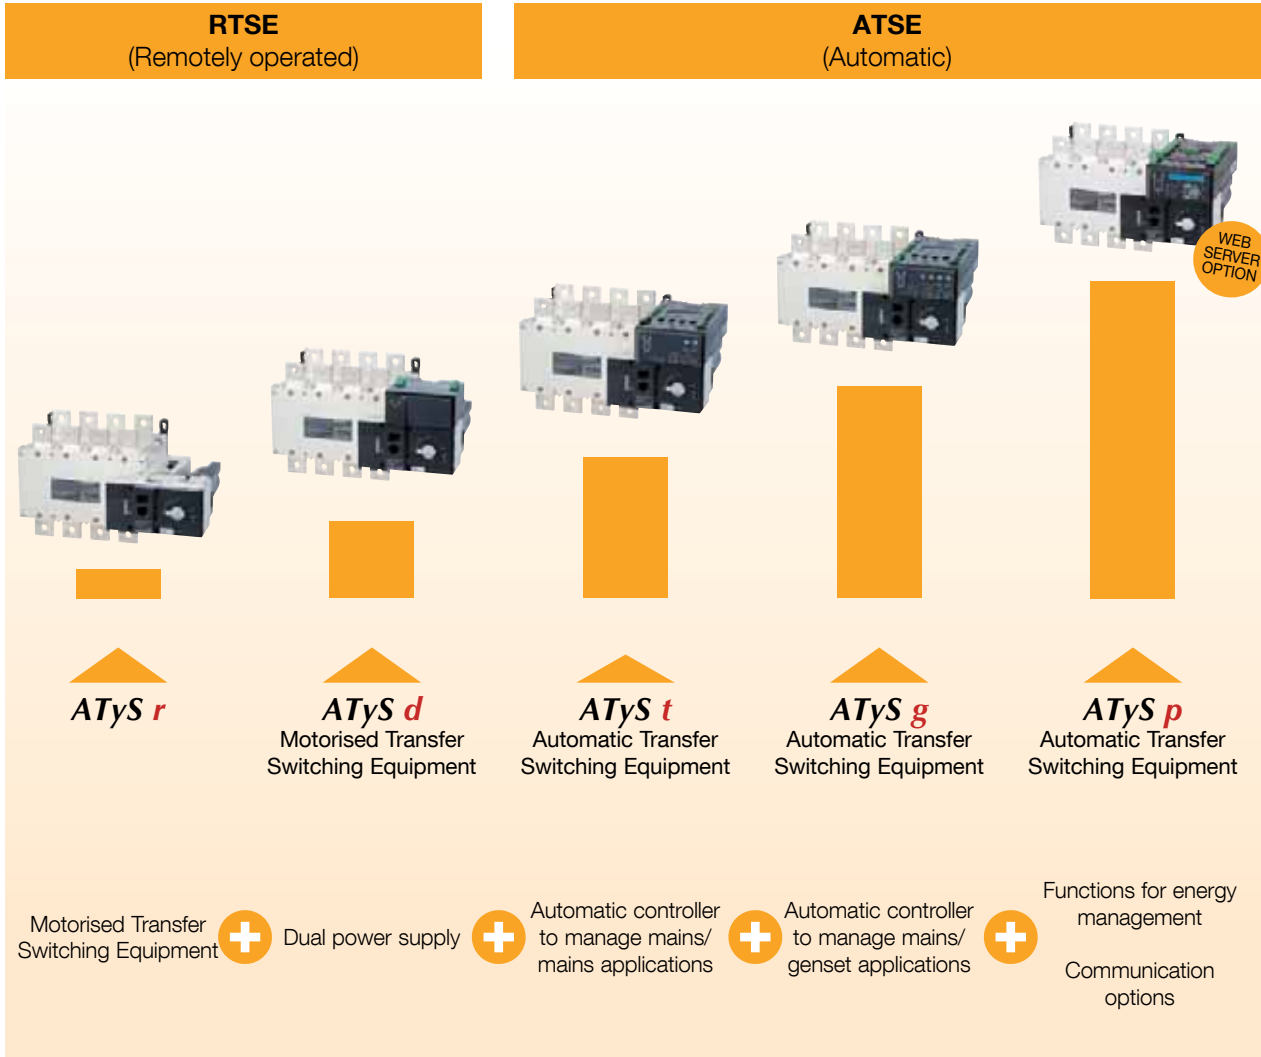 RTSE
(Remotely operated)
ATSE
(Automatic)
WEB
SERVER
OPTION
ATyS r
ATyS d
Motorised Transfer
Switching Equipment
ATyS t
Automatic Transfer
Switching Equipment
ATyS g
Automatic Transfer
Switching Equipment
ATyS p
Automatic Transfer
Switching Equipment
Motorised Transfer
Switching Equipment
Dual power supply
Automatic controller
to manage mains/
mains applications
Automatic controller
to manage mains/
genset applications
Functions for energy
management
Communication
options